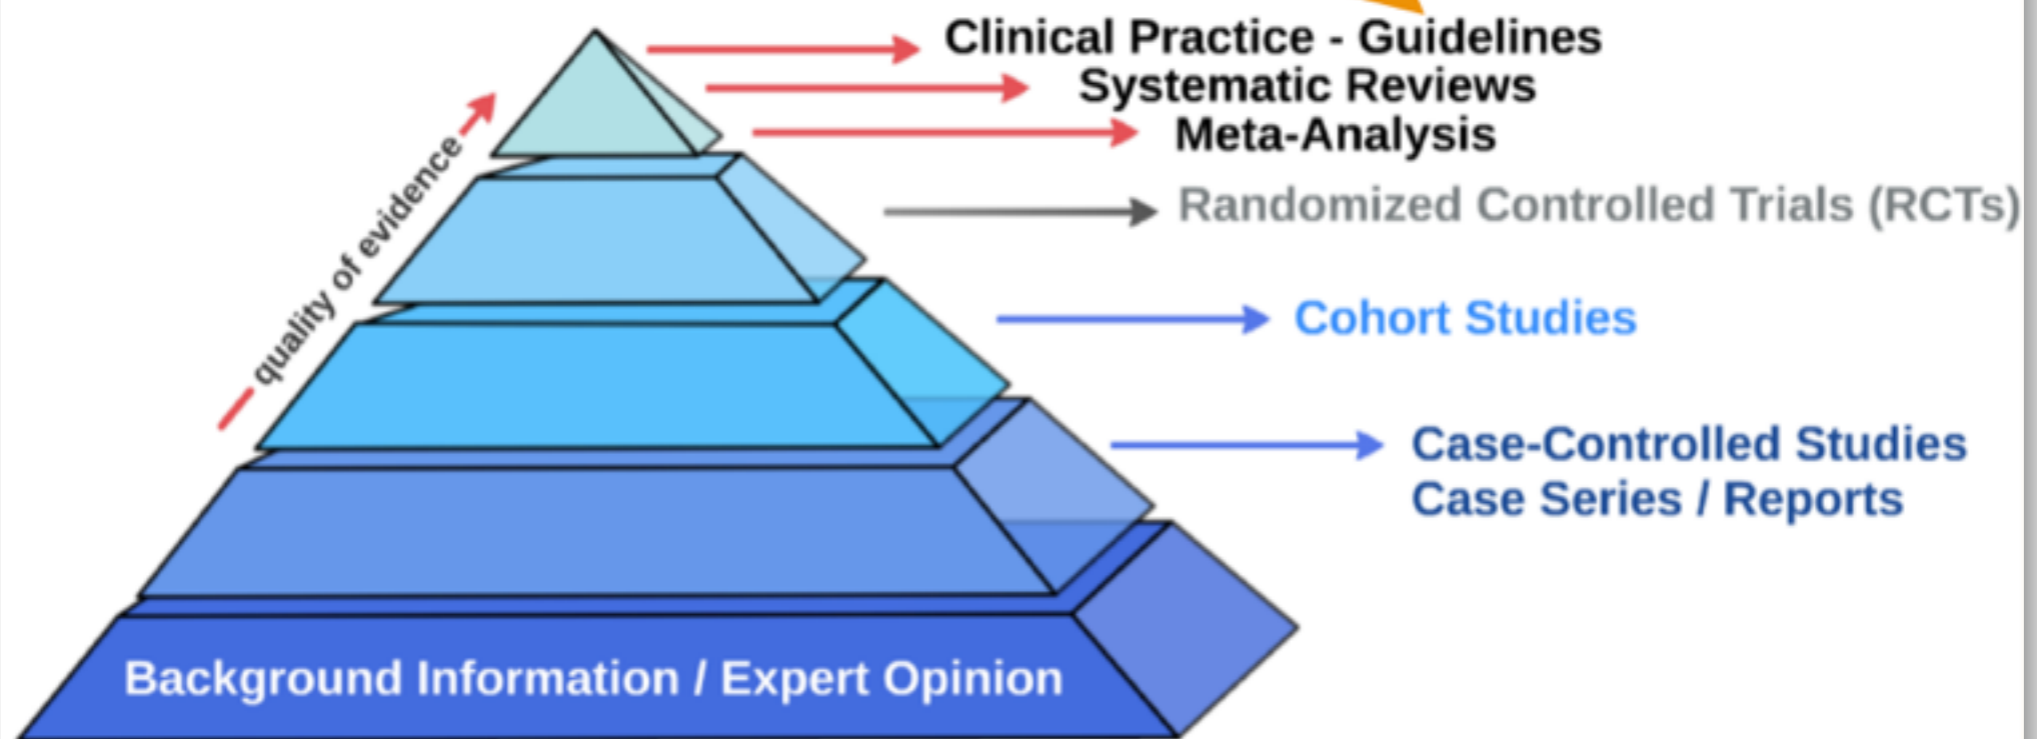 Clinical Practice - Guidelines
Systematic Reviews
Meta-Analysis
quality of evidence
Randomized Controlled Trials (RCTs)
Cohort Studies
Case-Controlled Studies
Case Series / Reports
Background Information / Expert Opinion